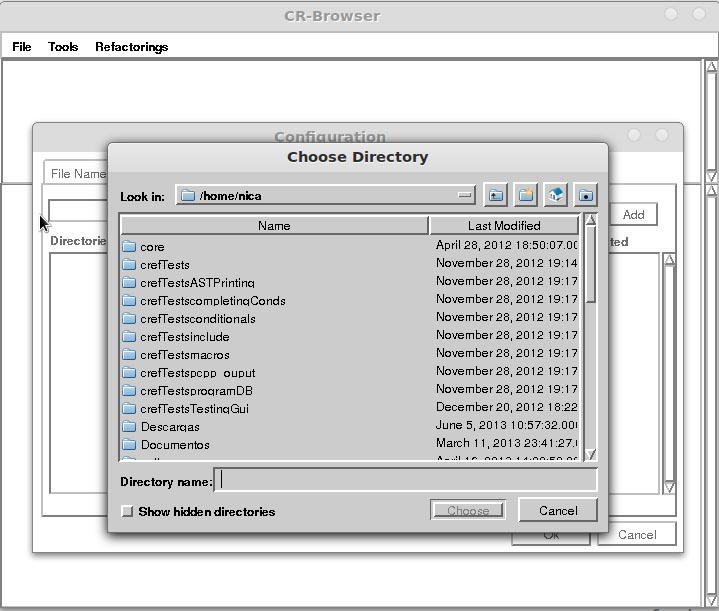 CR-Browser
File Tools Refactorings
Configuration
File Name
Choose Directory
Look in: /home/nica
Add
Name Last Modified
core April 28, 2012 18:50:07.00
crefTests November 28, 2012 19:14
crefTestsASTPrinting November 28, 2012 19:17
crefTestscompletingConds November 28, 2012 19:17
crefTestsconditionals November 28, 2012 19:17
crefTestsinclude November 28, 2012 19:17
crefTestsmacros November 28, 2012 19:17
crefTestspcpp_ouput November 28, 2012 19:17
crefTestsprogramDB November 28, 2012 19:17
crefTestsTestingGui December 20, 2012 18:22
Descargas June 5, 2013 10:57:32.00
Documentos March 11, 2013 23:41:27.
Directorie
ted
Directory name:
Show hidden directories
Choose Cancel
Ok Cancel